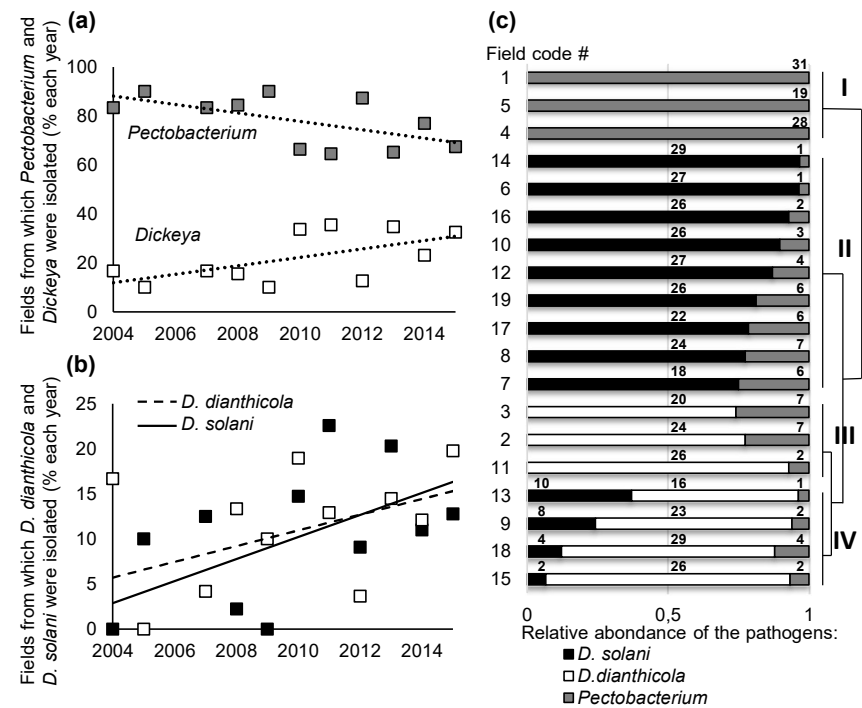 (a)
Fields from which Pectobacterium and
Dickeya were isolated (% each year)
100
80
60
40
20
0
Pectobacterium
Dickeya
2004 2006 2008 2010 2012 2014
(b)
Fields from which D. dianthicola and
D. solani were isolated (% each year)
25
20
15
10
5
0
D. dianthicola
D. solani
2004 2006 2008 2010 2012 2014
(c)
Field code #
1 31
5 19
4 28
14 29 1
6 27 1
16 26 2
10 26 3
12 27 4
19 26 6
17 22 6
8 24 7
7 18 6
3 20 7
2 24 7
11 26 2
13 10 16 1
9 8 23 2
18 4 29 4
15 2 26 2
I
II
III
IV
0 0,5 1
Relative abundance of the pathogens:
D. solani
D.dianthicola
Pectobacterium